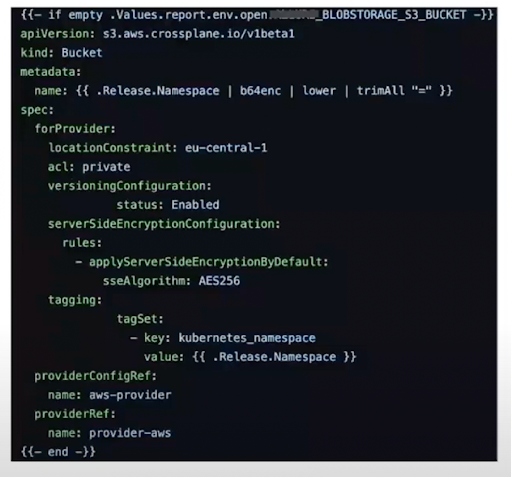 {{- if empty .Values.report.env.open _BLOBSTORAGE_S3_BUCKET -}}
apiVersion: s3.aws.crossplane.io/v1beta1
kind: Bucket
metadata:
  name: {{ .Release.Namespace | b64enc | lower | trimAll "=" }}
spec:
  forProvider:
    locationConstraint: eu-central-1
    acl: private
    versioningConfiguration:
            status: Enabled
    serverSideEncryptionConfiguration:
      rules:
        - applyServerSideEncryptionByDefault:
            sseAlgorithm: AES256
    tagging:
            tagSet:
              - key: kubernetes_namespace
                value: {{ .Release.Namespace }}
  providerConfigRef:
    name: aws-provider
  providerRef:
    name: provider-aws
{{- end -}}